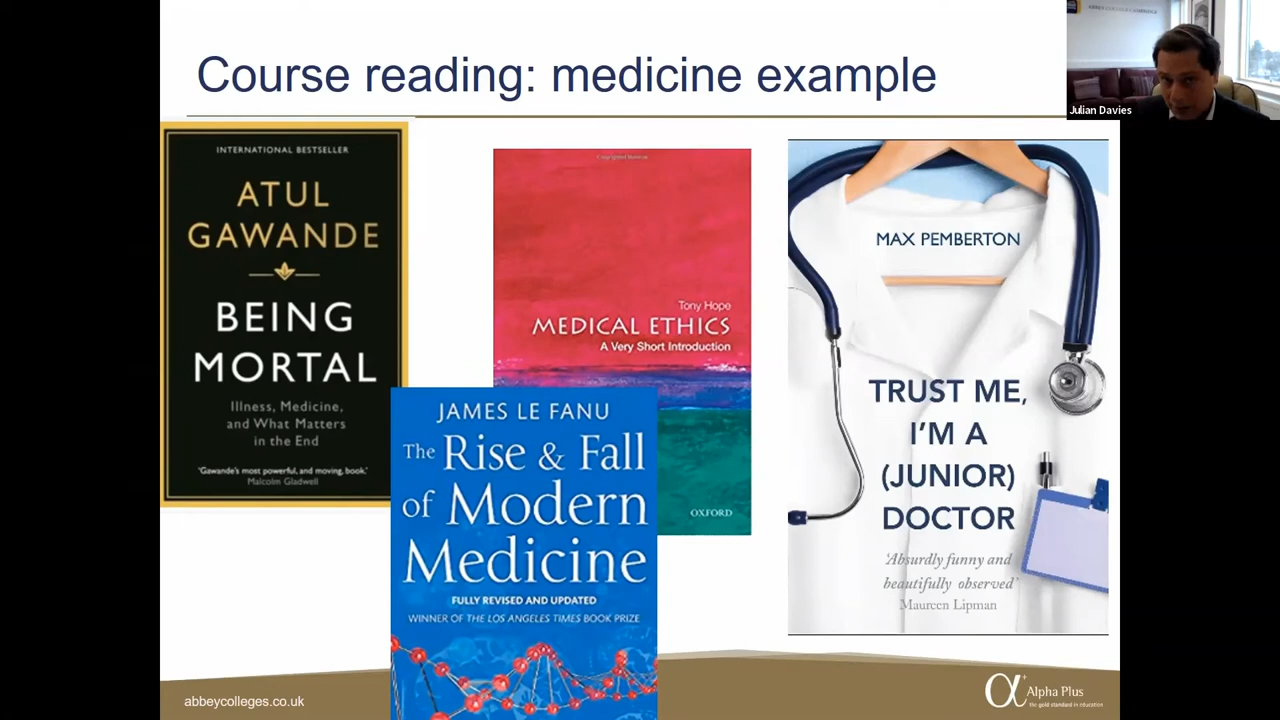 Course reading: medicine example
ABBEY COLLEGE CAMBRIDGE
Julian Davies
INTERNATIONAL BESTSELLER
ATUL
GAWANDE
BEING
MORTAL
Illness, Medicine,
and What Matters
in the End
'Gawande's most powerful, and moving, book.'
Malcolm Gladwell
Tony Hope
MEDICAL ETHICS
A Very Short Introduction
OXFORD
JAMES LE FANU
The Rise & Fall
of Modern
Medicine
FULLY REVISED AND UPDATED
WINNER OF THE LOS ANGELES TIMES BOOK PRIZE
MAX PEMBERTON
TRUST ME,
I'M A
(JUNIOR)
DOCTOR
'Absurdly funny and
beautifully observed'
Maureen Lipman
abbeycolleges.co.uk
α+
Alpha Plus
the gold standard in education